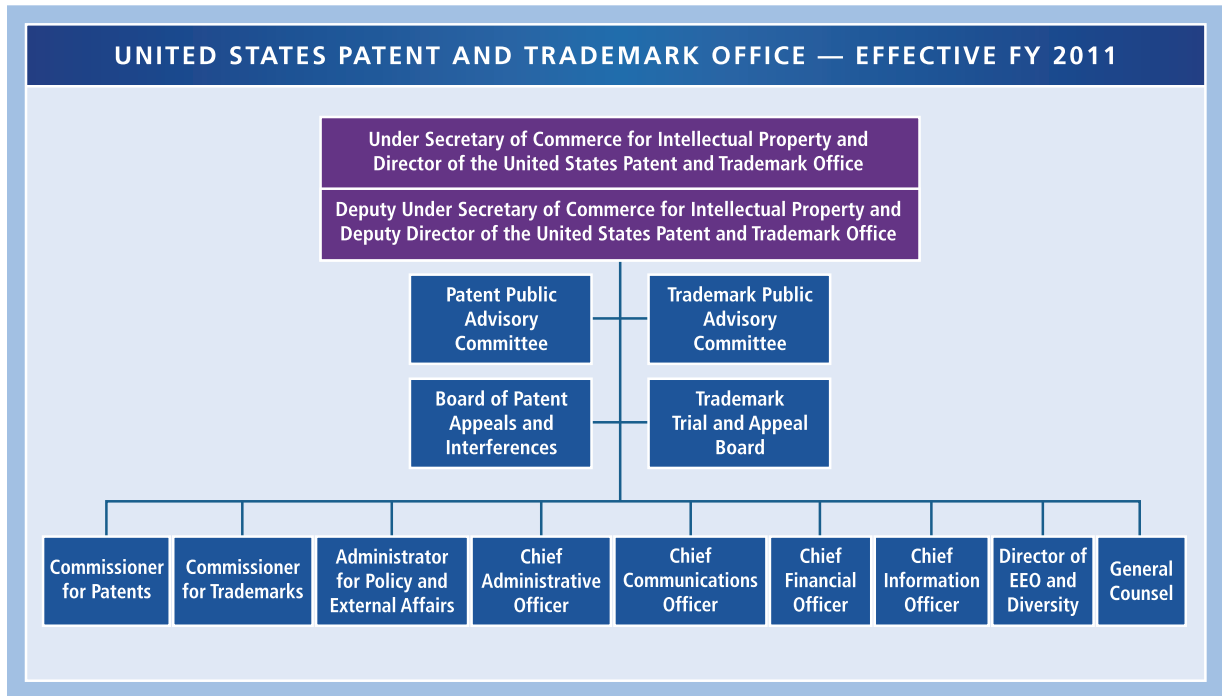 UNITED STATES PATENT AND TRADEMARK OFFICE — EFFECTIVE FY 2011
Under Secretary of Commerce for Intellectual Property and
Director of the United States Patent and Trademark Office
Deputy Under Secretary of Commerce for Intellectual Property and
Deputy Director of the United States Patent and Trademark Office
Patent Public
Advisory
Committee
Trademark Public
Advisory
Committee
Board of Patent
Appeals and
Interferences
Trademark
Trial and Appeal
Board
Commissioner
for Patents
Commissioner
for Trademarks
Administrator
for Policy and
External Affairs
Chief
Administrative
Officer
Chief
Communications
Officer
Chief
Financial
Officer
Chief
Information
Officer
Director of
EEO and
Diversity
General
Counsel